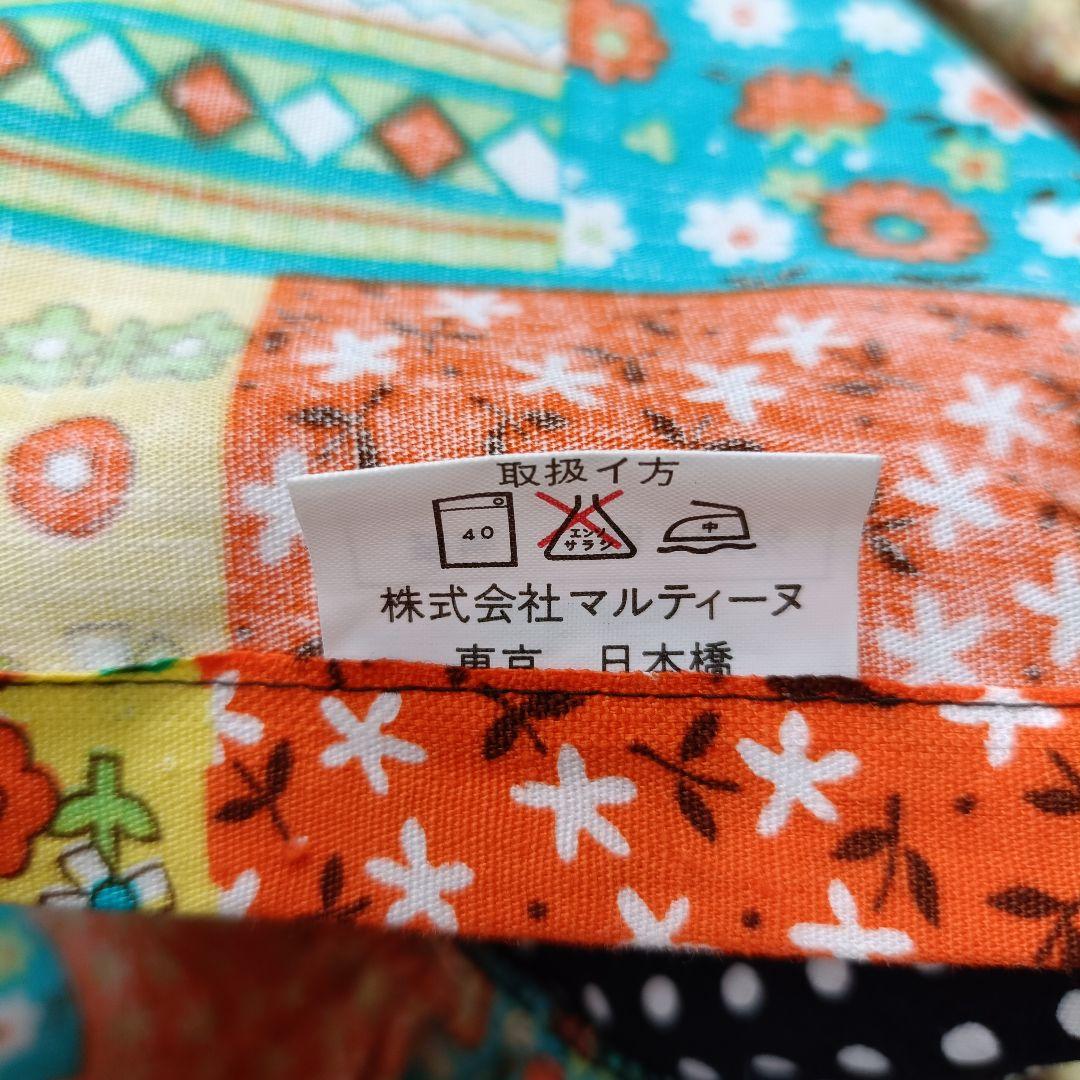 取扱イ方
40 エンソサラシ 中
株式会社マルティーヌ
東京 日本橋